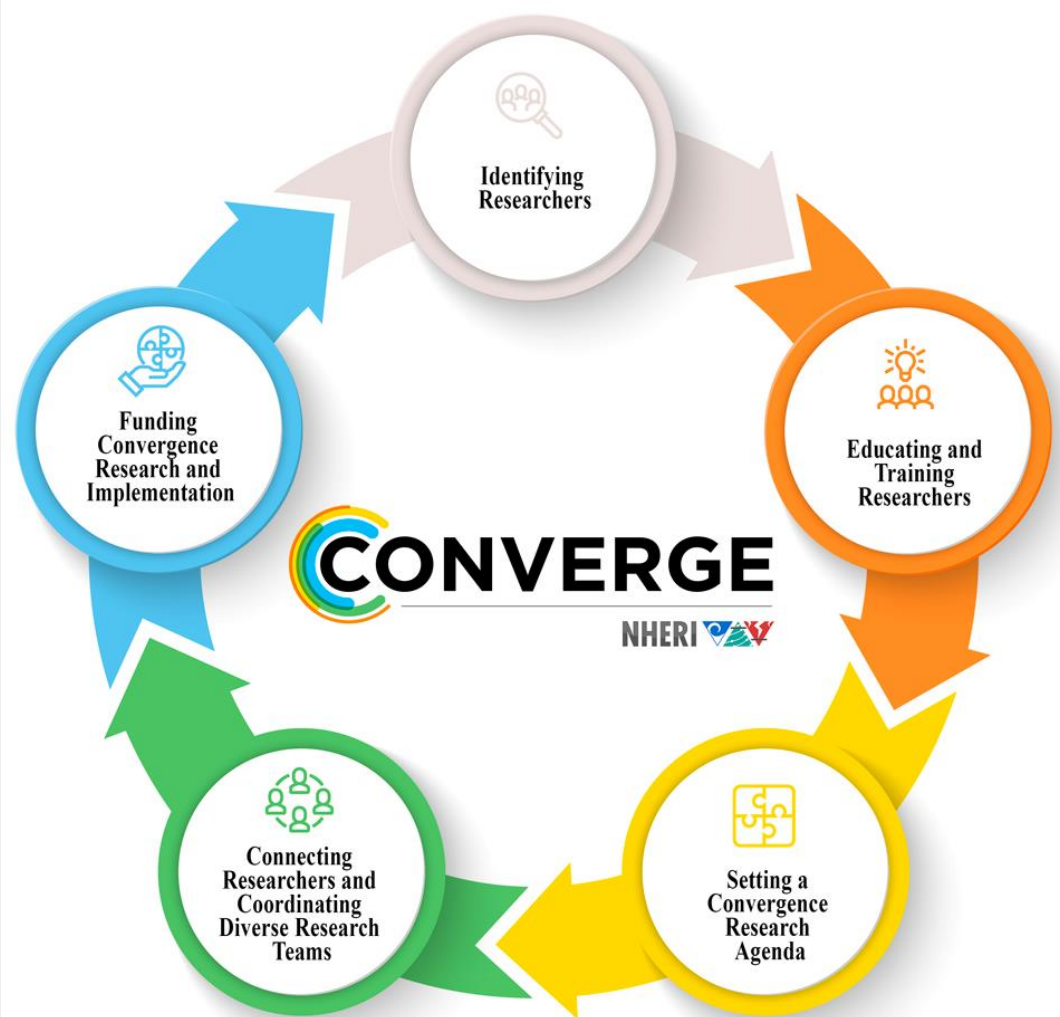 Identifying
Researchers
Educating and
Training
Researchers
Setting a
Convergence
Research
Agenda
Connecting
Researchers and
Coordinating
Diverse Research
Teams
Funding
Convergence
Research and
Implementation
CONVERGE
NHERI